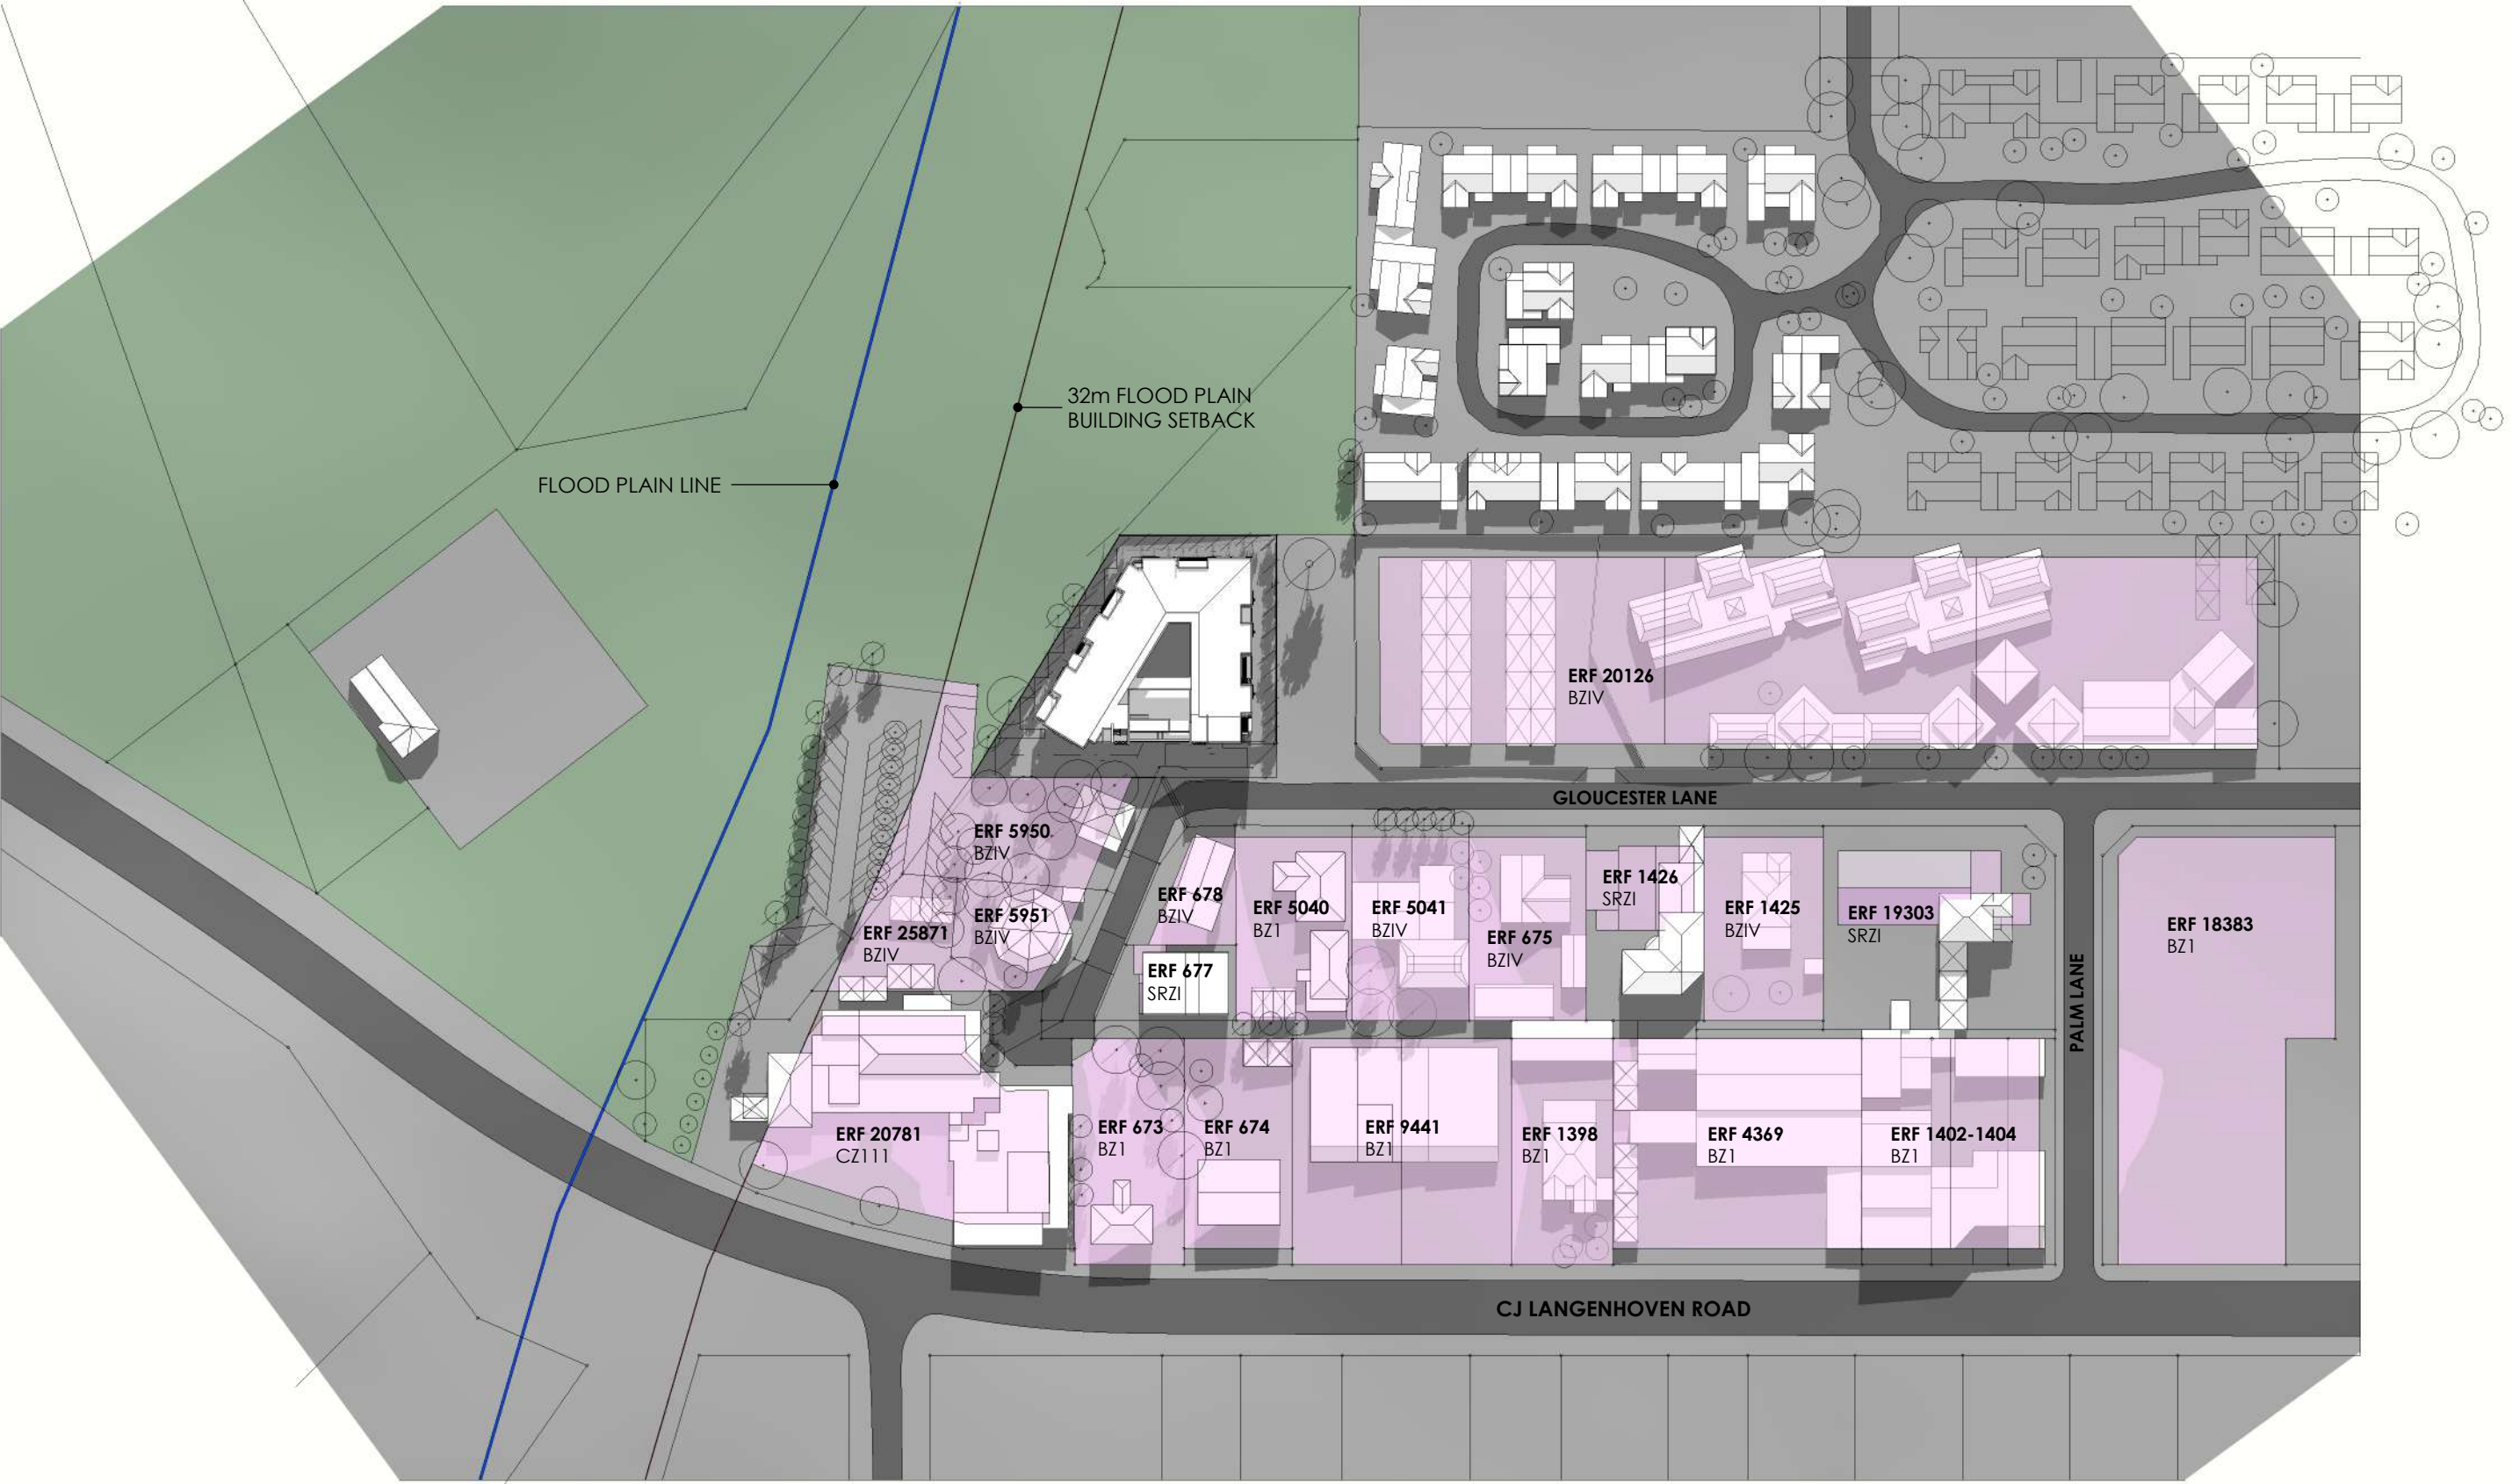 32m FLOOD PLAIN
BUILDING SETBACK
FLOOD PLAIN LINE
ERF 20126
BZIV
GLOUCESTER LANE
ERF 5950
BZIV
ERF 5951
BZIV
ERF 25871
BZIV
ERF 678
BZIV
ERF 677
SRZI
ERF 5040
BZ1
ERF 5041
BZIV
ERF 675
BZIV
ERF 1426
SRZI
ERF 1425
BZIV
ERF 19303
SRZI
PALM LANE
ERF 18383
BZ1
ERF 20781
CZ111
ERF 673
BZ1
ERF 674
BZ1
ERF 9441
BZ1
ERF 1398
BZ1
ERF 4369
BZ1
ERF 1402-1404
BZ1
CJ LANGENHOVEN ROAD